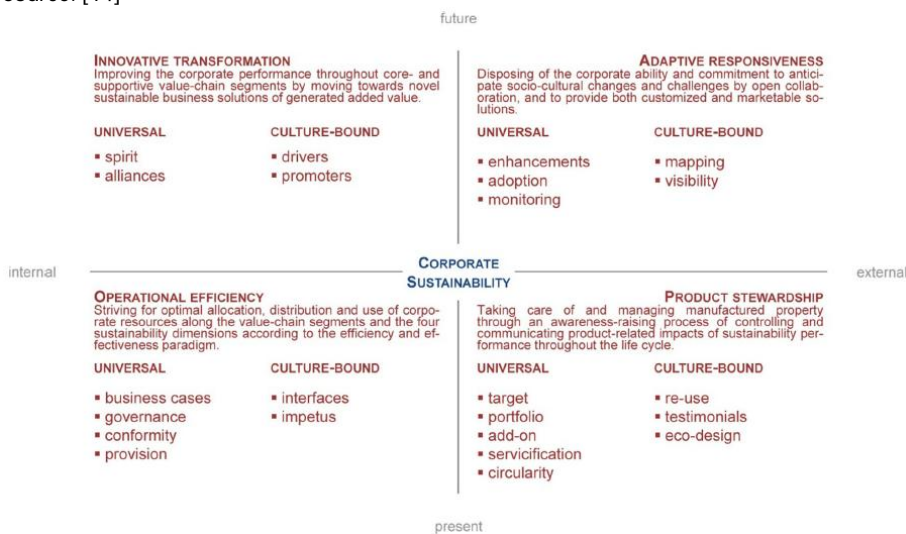 future
INNOVATIVE TRANSFORMATION
Improving the corporate performance throughout core- and
supportive value-chain segments by moving towards novel
sustainable business solutions of generated added value.
UNIVERSAL
CULTURE-BOUND
▪ spirit
▪ alliances
▪ drivers
▪ promoters
ADAPTIVE RESPONSIVENESS
Disposing of the corporate ability and commitment to antici-
pate socio-cultural changes and challenges by open collab-
oration, and to provide both customized and marketable so-
lutions.
UNIVERSAL
CULTURE-BOUND
▪ enhancements
▪ adoption
▪ monitoring
▪ mapping
▪ visibility
internal
CORPORATE
SUSTAINABILITY
external
OPERATIONAL EFFICIENCY
Striving for optimal allocation, distribution and use of corpo-
rate resources along the value-chain segments and the four
sustainability dimensions according to the efficiency and ef-
fectiveness paradigm.
UNIVERSAL
CULTURE-BOUND
▪ business cases
▪ governance
▪ conformity
▪ provision
▪ interfaces
▪ impetus
PRODUCT STEWARDSHIP
Taking care of and managing manufactured property
through an awareness-raising process of controlling and
communicating product-related impacts of sustainability per-
formance throughout the life cycle.
UNIVERSAL
CULTURE-BOUND
▪ target
▪ portfolio
▪ add-on
▪ servicification
▪ circularity
▪ re-use
▪ testimonials
▪ eco-design
present